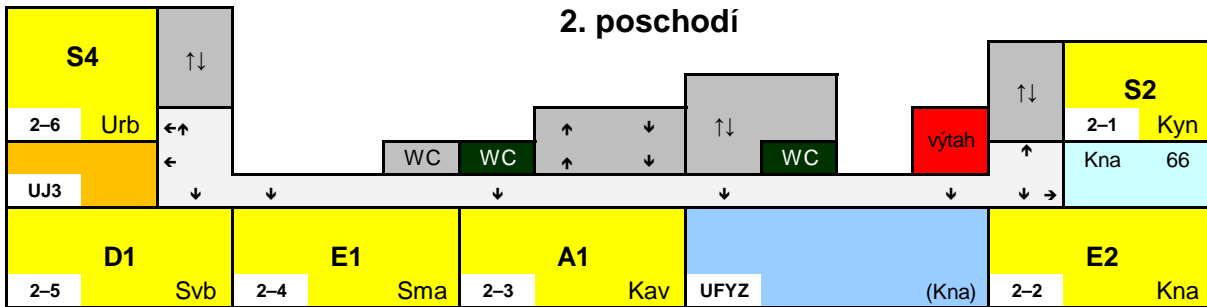 2. poschodí
S4 ↑↓
↑↓ S2
2–6 Urb ↑↓ výtah 2–1 Kyn
WC WC WC Kna 66
UJ3
D1 E1 A1 E2
2–5 Svb 2–4 Sma 2–3 Kav UFYZ (Kna) 2–2 Kna